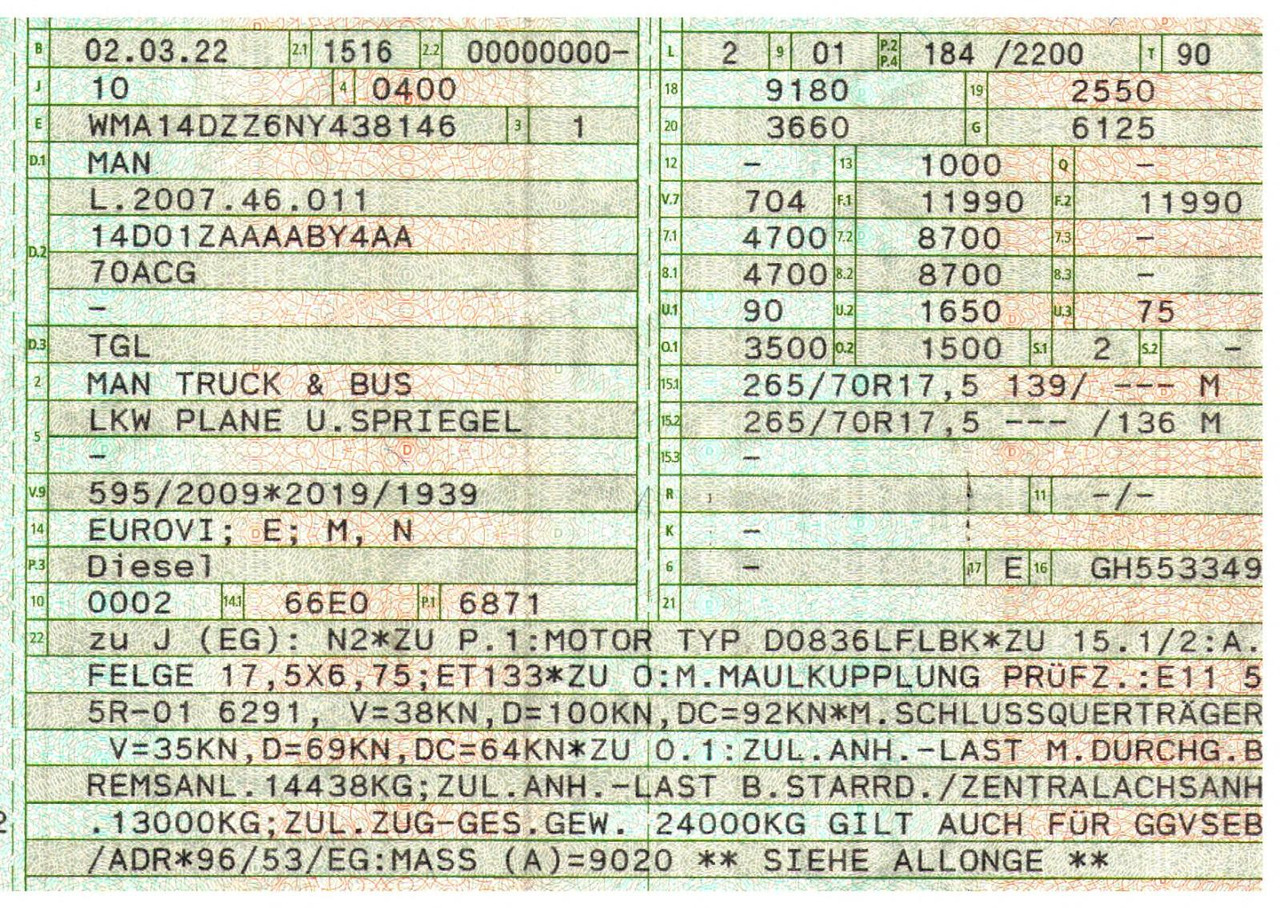 B 02.03.22 2.1 1516 2.2 00000000-
J 10 4 0400
E WMA14DZZ6NY438146 3 1
D.1 MAN
L.2007.46.011
D.2 14D01ZAAAABY4AA
70ACG
-
D.3 TGL
2 MAN TRUCK & BUS
5 LKW PLANE U.SPRIEGEL
-
V.9 595/2009*2019/1939
14 EUROVI; E; M, N
P.3 Diesel
10 0002 14.1 66E0 P.1 6871
L 2 9 01 P.2 P.4 184 /2200 T 90
18 9180 19 2550
20 3660 G 6125
12 - 13 1000 Q -
V.7 704 F.1 11990 F.2 11990
7.1 4700 7.2 8700 7.3 -
8.1 4700 8.2 8700 8.3 -
U.1 90 U.2 1650 U.3 75
O.1 3500 O.2 1500 S.1 2 S.2 -
15.1 265/70R17,5 139/ --- M
15.2 265/70R17,5 --- /136 M
15.3 -
R 11 -/-
K -
6 - 17 E 16 GH553349
21
22 zu J (EG): N2*ZU P.1:MOTOR TYP D0836LFLBK*ZU 15.1/2:A.
FELGE 17,5X6,75;ET133*ZU O:M.MAULKUPPLUNG PRÜFZ.:E11 5
5R-01 6291, V=38KN,D=100KN,DC=92KN*M.SCHLUSSQUERTRÄGER
V=35KN,D=69KN,DC=64KN*ZU O.1:ZUL.ANH.-LAST M.DURCHG.B
REMSANL.14438KG;ZUL.ANH.-LAST B.STARRD./ZENTRALACHSANH
.13000KG;ZUL.ZUG-GES.GEW. 24000KG GILT AUCH FÜR GGVSEB
/ADR*96/53/EG:MASS (A)=9020 ** SIEHE ALLONGE **